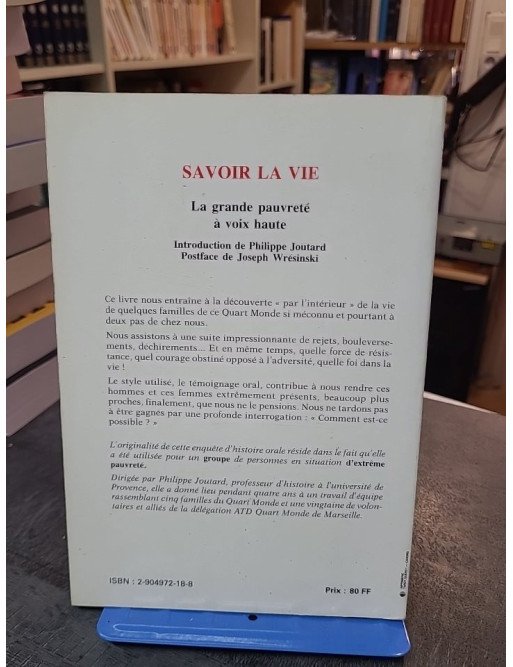 SAVOIR LA VIE
La grande pauvreté
à voix haute
Introduction de Philippe Joutard
Postface de Joseph Wrésinski
Ce livre nous entraîne à la découverte « par l'intérieur » de la vie
de quelques familles de ce Quart Monde si méconnu et pourtant à
deux pas de chez nous.
Nous assistons à une suite impressionnante de rejets, bouleverse-
ments, déchirements... Et en même temps, quelle force de résis-
tance, quel courage obstiné opposé à l'adversité, quelle foi dans la
vie !
Le style utilisé, le témoignage oral, contribue à nous rendre ces
hommes et ces femmes extrêmement présents, beaucoup plus
proches, finalement, que nous ne le pensions. Nous ne tardons pas
à être gagnés par une profonde interrogation : « Comment est-ce
possible ? »
L'originalité de cette enquête d'histoire orale réside dans le fait qu'elle
a été utilisée pour un groupe de personnes en situation d'extrême
pauvreté.
Dirigée par Philippe Joutard, professeur d'histoire à l'université de
Provence, elle a donné lieu pendant quatre ans à un travail d'équipe
rassemblant cinq familles du Quart Monde et une vingtaine de volon-
taires et alliés de la délégation ATD Quart Monde de Marseille.
ISBN : 2-904972-18-8
Prix : 80 FF